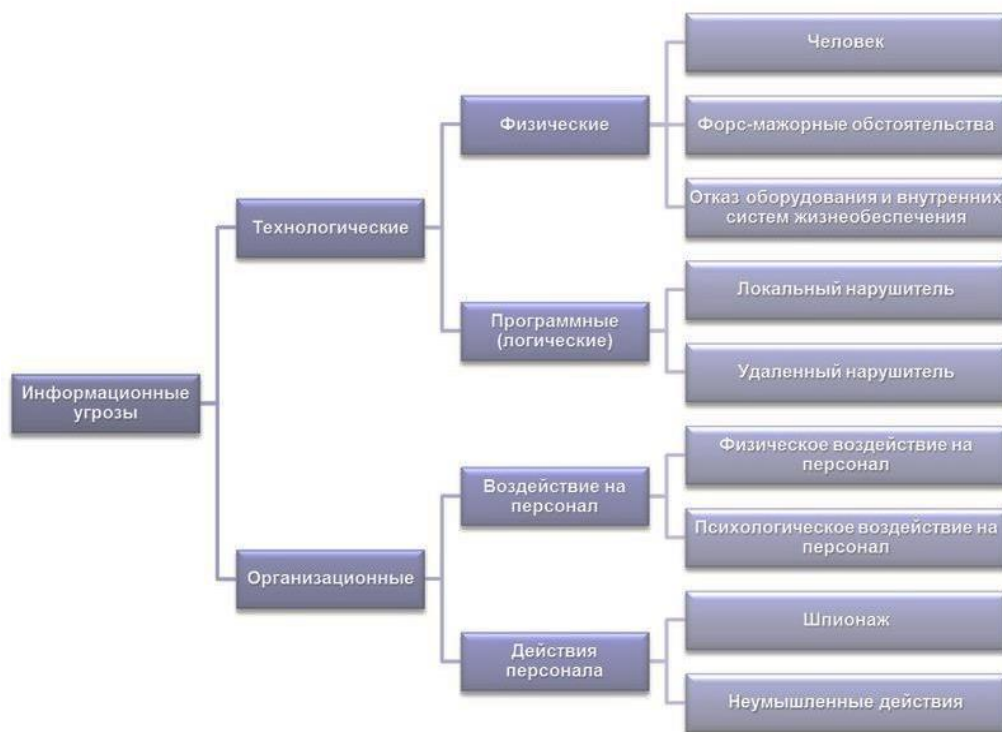 Человек
Физические
Форс-мажорные обстоятельства
Отказ оборудования и внутренних
систем жизнеобеспечения
Технологические
Программные
(логические)
Локальный нарушитель
Удаленный нарушитель
Информационные
угрозы
Воздействие на
персонал
Физическое воздействие на
персонал
Психологическое воздействие на
персонал
Организационные
Действия
персонала
Шпионаж
Неумышленные действия